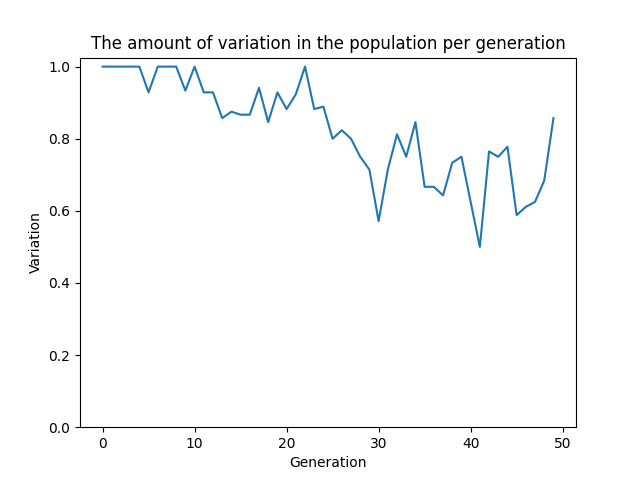 The amount of variation in the population per generation
1.0
0.8
0.6
0.4
0.2
0.0
Variation
0 10 20 30 40 50
Generation